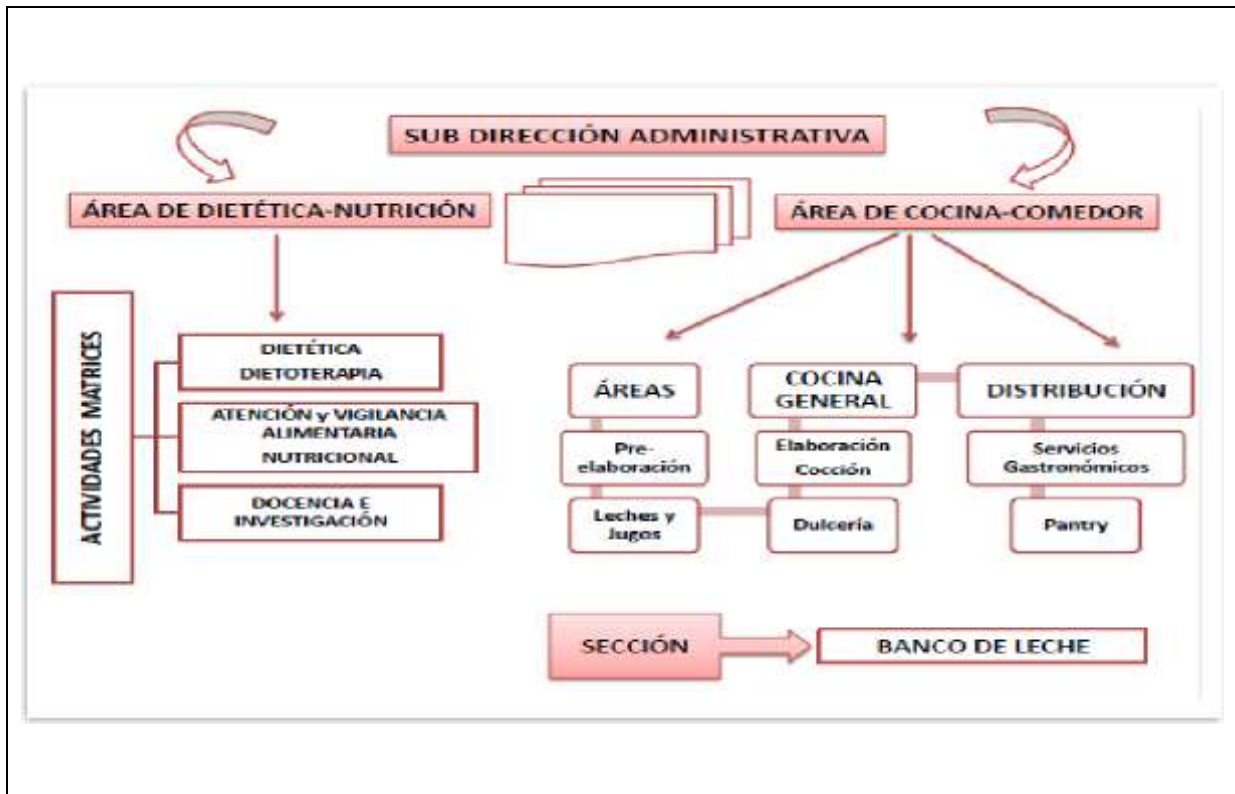 SUB DIRECCIÓN ADMINISTRATIVA
ÁREA DE DIETÉTICA-NUTRICIÓN
ÁREA DE COCINA-COMEDOR
ACTIVIDADES MATRICES
DIETÉTICA
DIETOTERAPIA
ATENCIÓN y VIGILANCIA
ALIMENTARIA
NUTRICIONAL
DOCENCIA E
INVESTIGACIÓN
ÁREAS
Pre-
elaboración
Leches y
Jugos
COCINA
GENERAL
Elaboración
Cocción
Dulcería
DISTRIBUCIÓN
Servicios
Gastronómicos
Pantry
SECCIÓN
BANCO DE LECHE